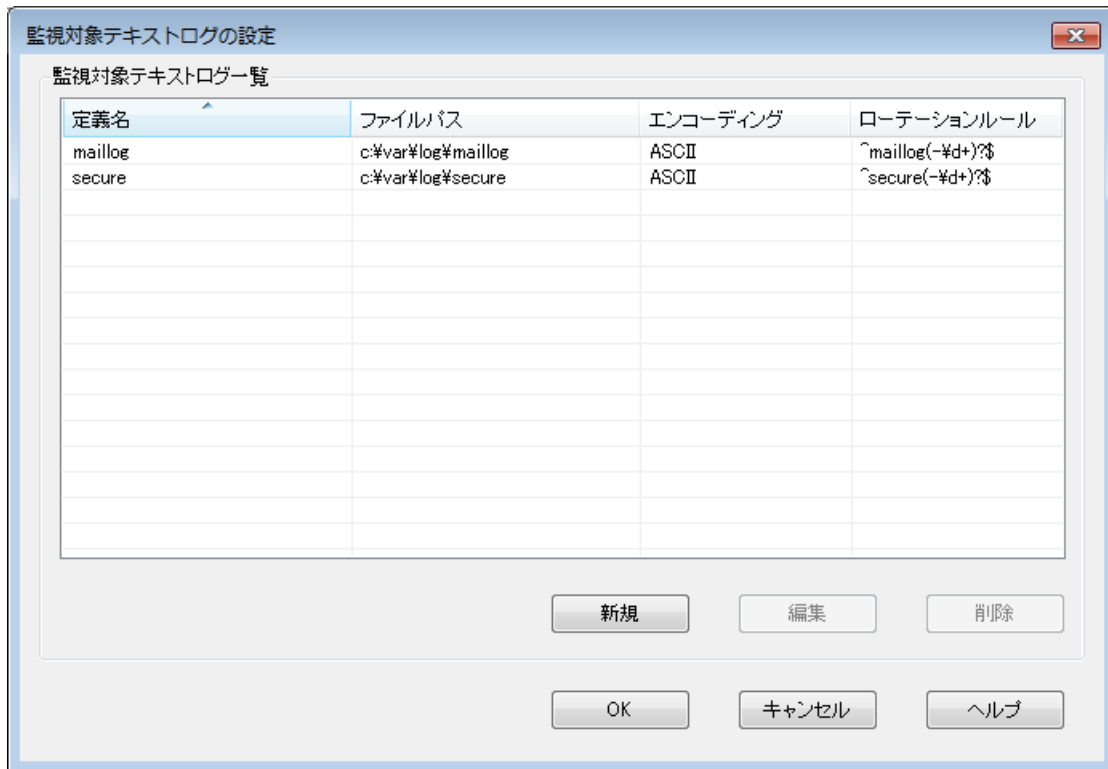 監視対象テキストログの設定
監視対象テキストログ一覧
定義名 ファイルパス エンコーディング ローテーションルール
maillog c:¥var¥log¥maillog ASCII ^maillog(-¥d+)?$
secure c:¥var¥log¥secure ASCII ^secure(-¥d+)?$
新規 編集 削除
OK キャンセル ヘルプ